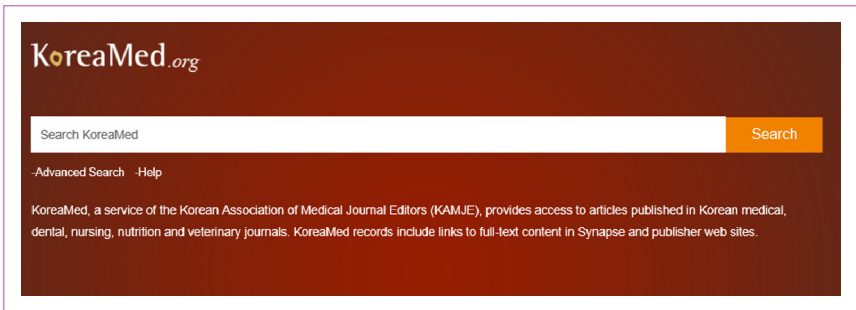 KoreaMed.org
Search KoreaMed
Search
-Advanced Search -Help
KoreaMed, a service of the Korean Association of Medical Journal Editors (KAMJE), provides access to articles published in Korean medical,
dental, nursing, nutrition and veterinary journals. KoreaMed records include links to full-text content in Synapse and publisher web sites.